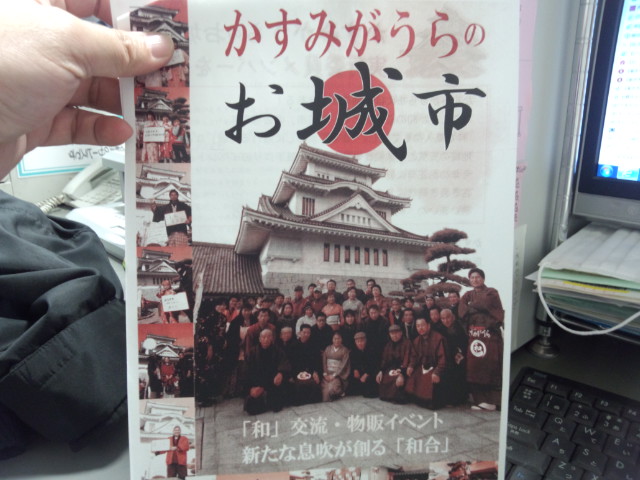 かすみがうらの
お城市
「和」交流・物販イベント
新たな息吹が創る「和合」